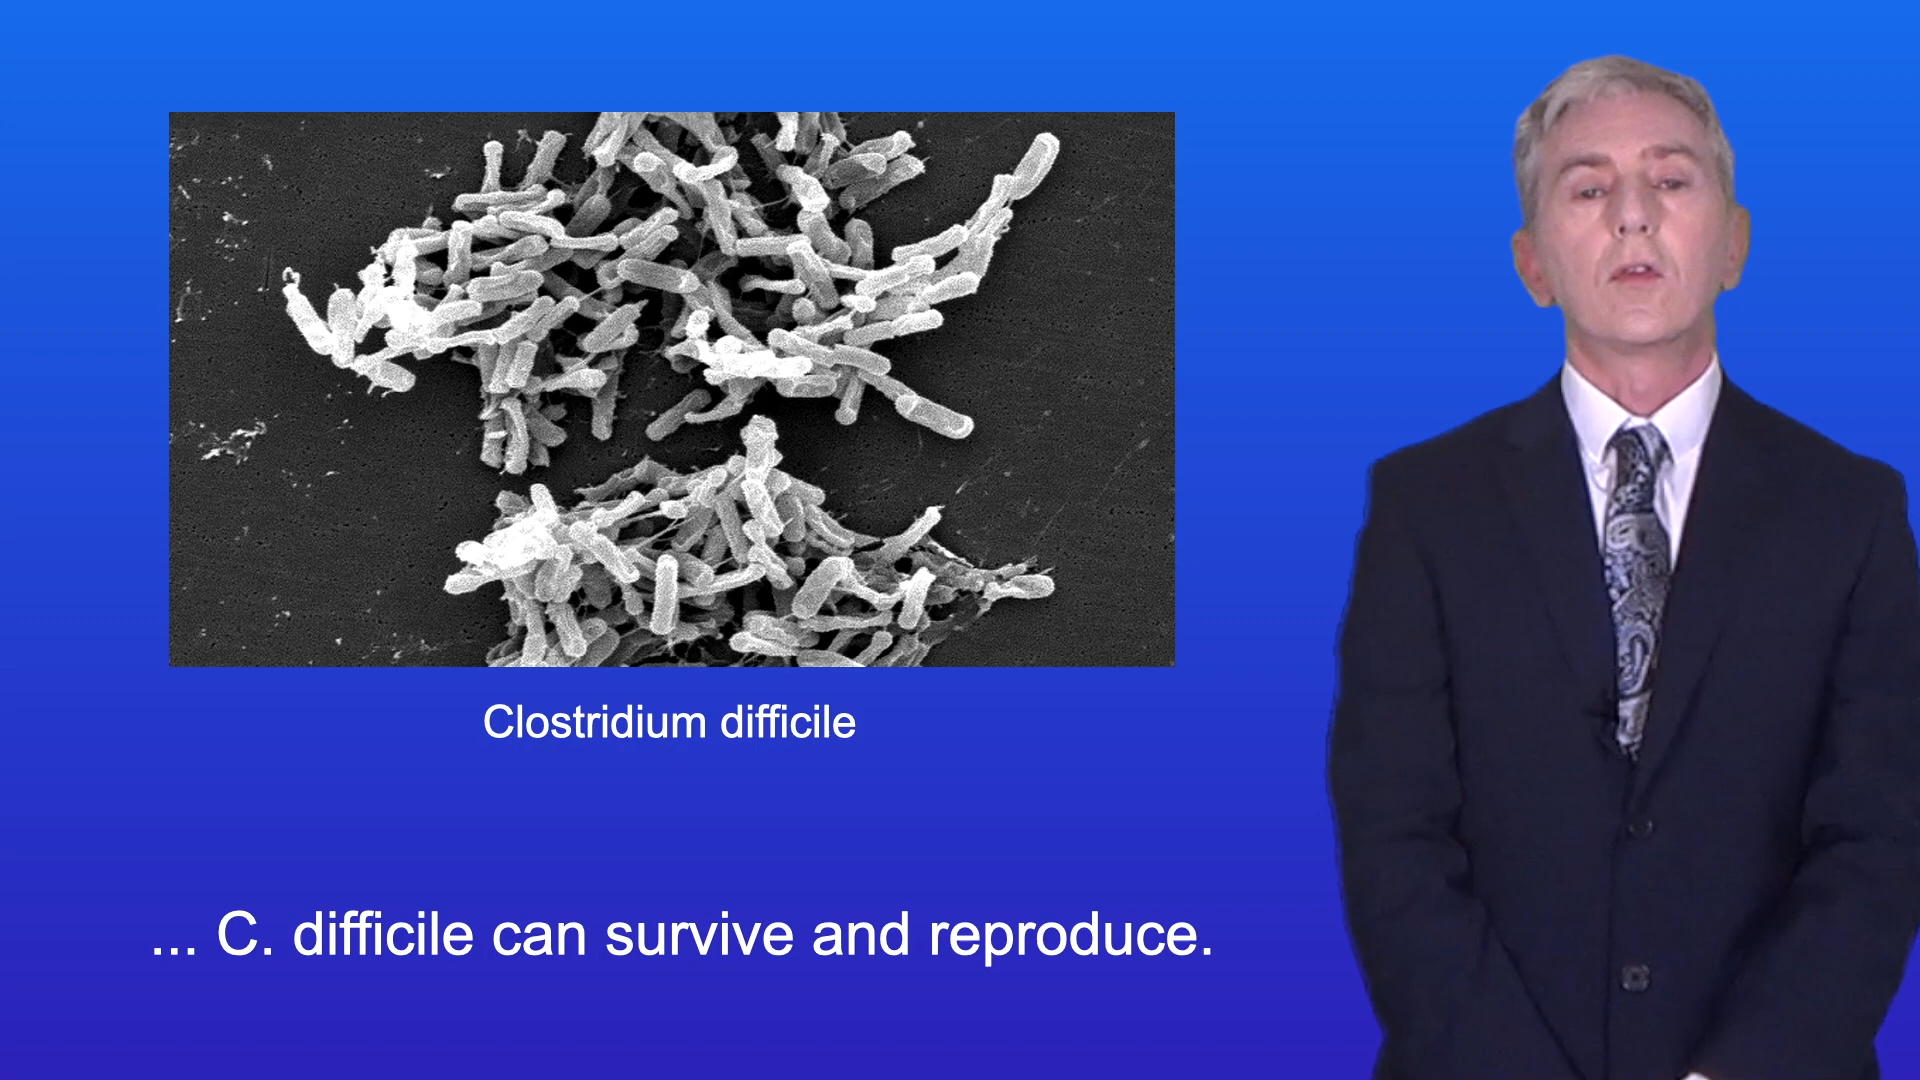 Clostridium difficile
... C. difficile can survive and reproduce.